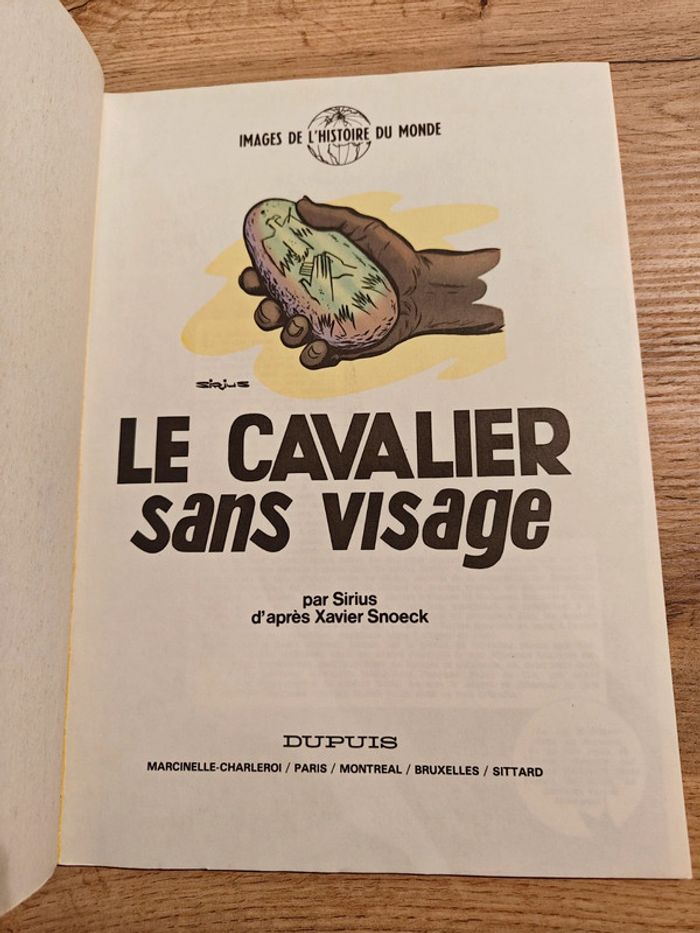 IMAGES DE L'HISTOIRE DU MONDE
SIRIUS
LE CAVALIER
sans visage
par Sirius
d'après Xavier Snoeck
DUPUIS
MARCINELLE-CHARLEROI / PARIS / MONTREAL / BRUXELLES / SITTARD